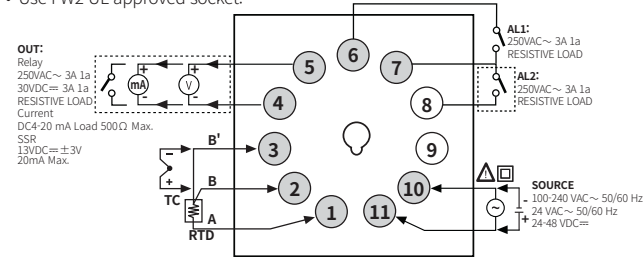 • Use PW2 UL approved socket.
OUT:
Relay
250VAC～ 3A 1a
30VDC⎓ 3A 1a
RESISTIVE LOAD
Current
DC4-20 mA Load 500Ω Max.
SSR
13VDC⎓ ±3V
20mA Max.
+
mA
-
+
V
-
5
6
7
4
8
3
9
2
10
1
11
B'
B
A
-
+
TC
RTD
AL1:
250VAC～ 3A 1a
RESISTIVE LOAD
AL2:
250VAC～ 3A 1a
RESISTIVE LOAD
!
～
-
+
SOURCE
100-240 VAC～ 50/60 Hz
24 VAC～ 50/60 Hz
24-48 VDC⎓